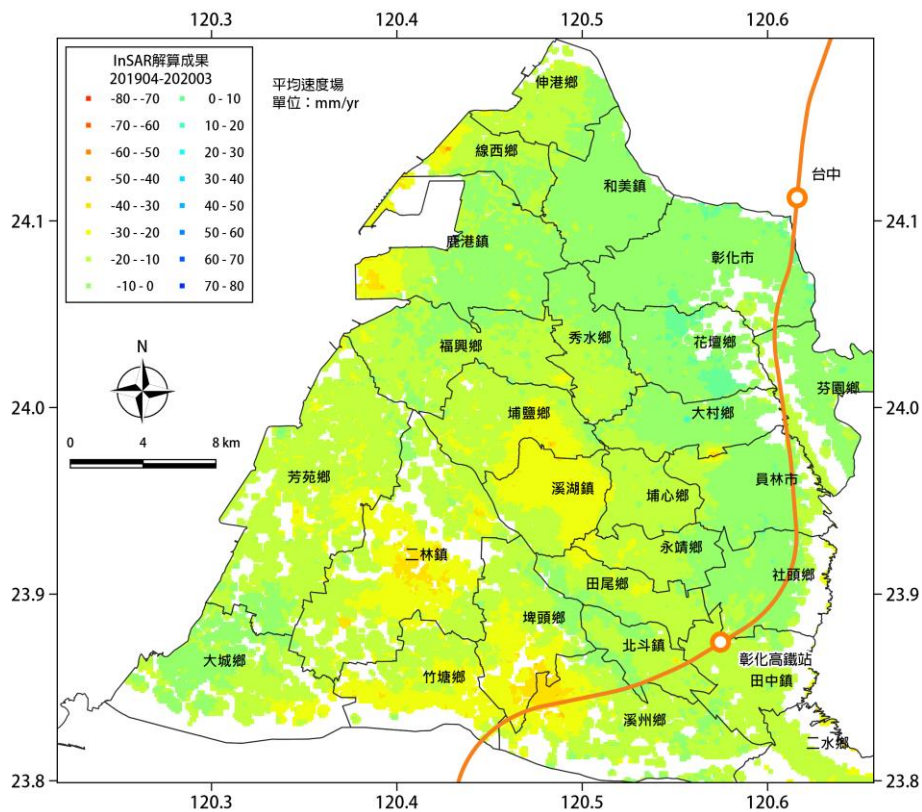 120.3 120.4 120.5 120.6
InSAR解算成果
201904-202003
-80 - -70 0 - 10
-70 - -60 10 - 20
-60 - -50 20 - 30
-50 - -40 30 - 40
-40 - -30 40 - 50
-30 - -20 50 - 60
-20 - -10 60 - 70
-10 - 0 70 - 80
平均速度場
單位：mm/yr
伸港鄉
線西鄉
和美鎮
台中
24.1 24.1
鹿港鎮
彰化市
福興鄉
秀水鄉
花壇鄉
N
芬園鄉
24.0 24.0
埔鹽鄉
大村鄉
0 4 8 km
芳苑鄉
溪湖鎮
埔心鄉
員林市
二林鎮
永靖鄉
田尾鄉
社頭鄉
23.9 23.9
埤頭鄉
北斗鎮
大城鄉
竹塘鄉
彰化高鐵站
田中鎮
溪州鄉
二水鄉
23.8 23.8
120.3 120.4 120.5 120.6